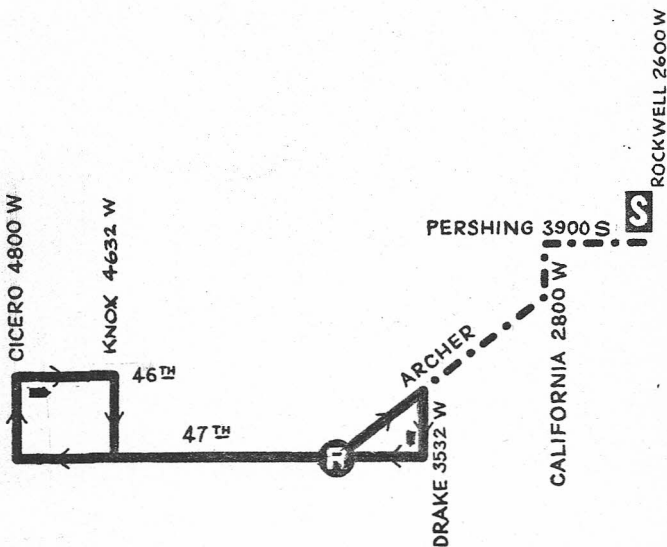 CICERO 4800 W
KNOX 4632 W
46TH
47TH
R
ARCHER
DRAKE 3532 W
CALIFORNIA 2800 W
PERSHING 3900 S
S
ROCKWELL 2600 W